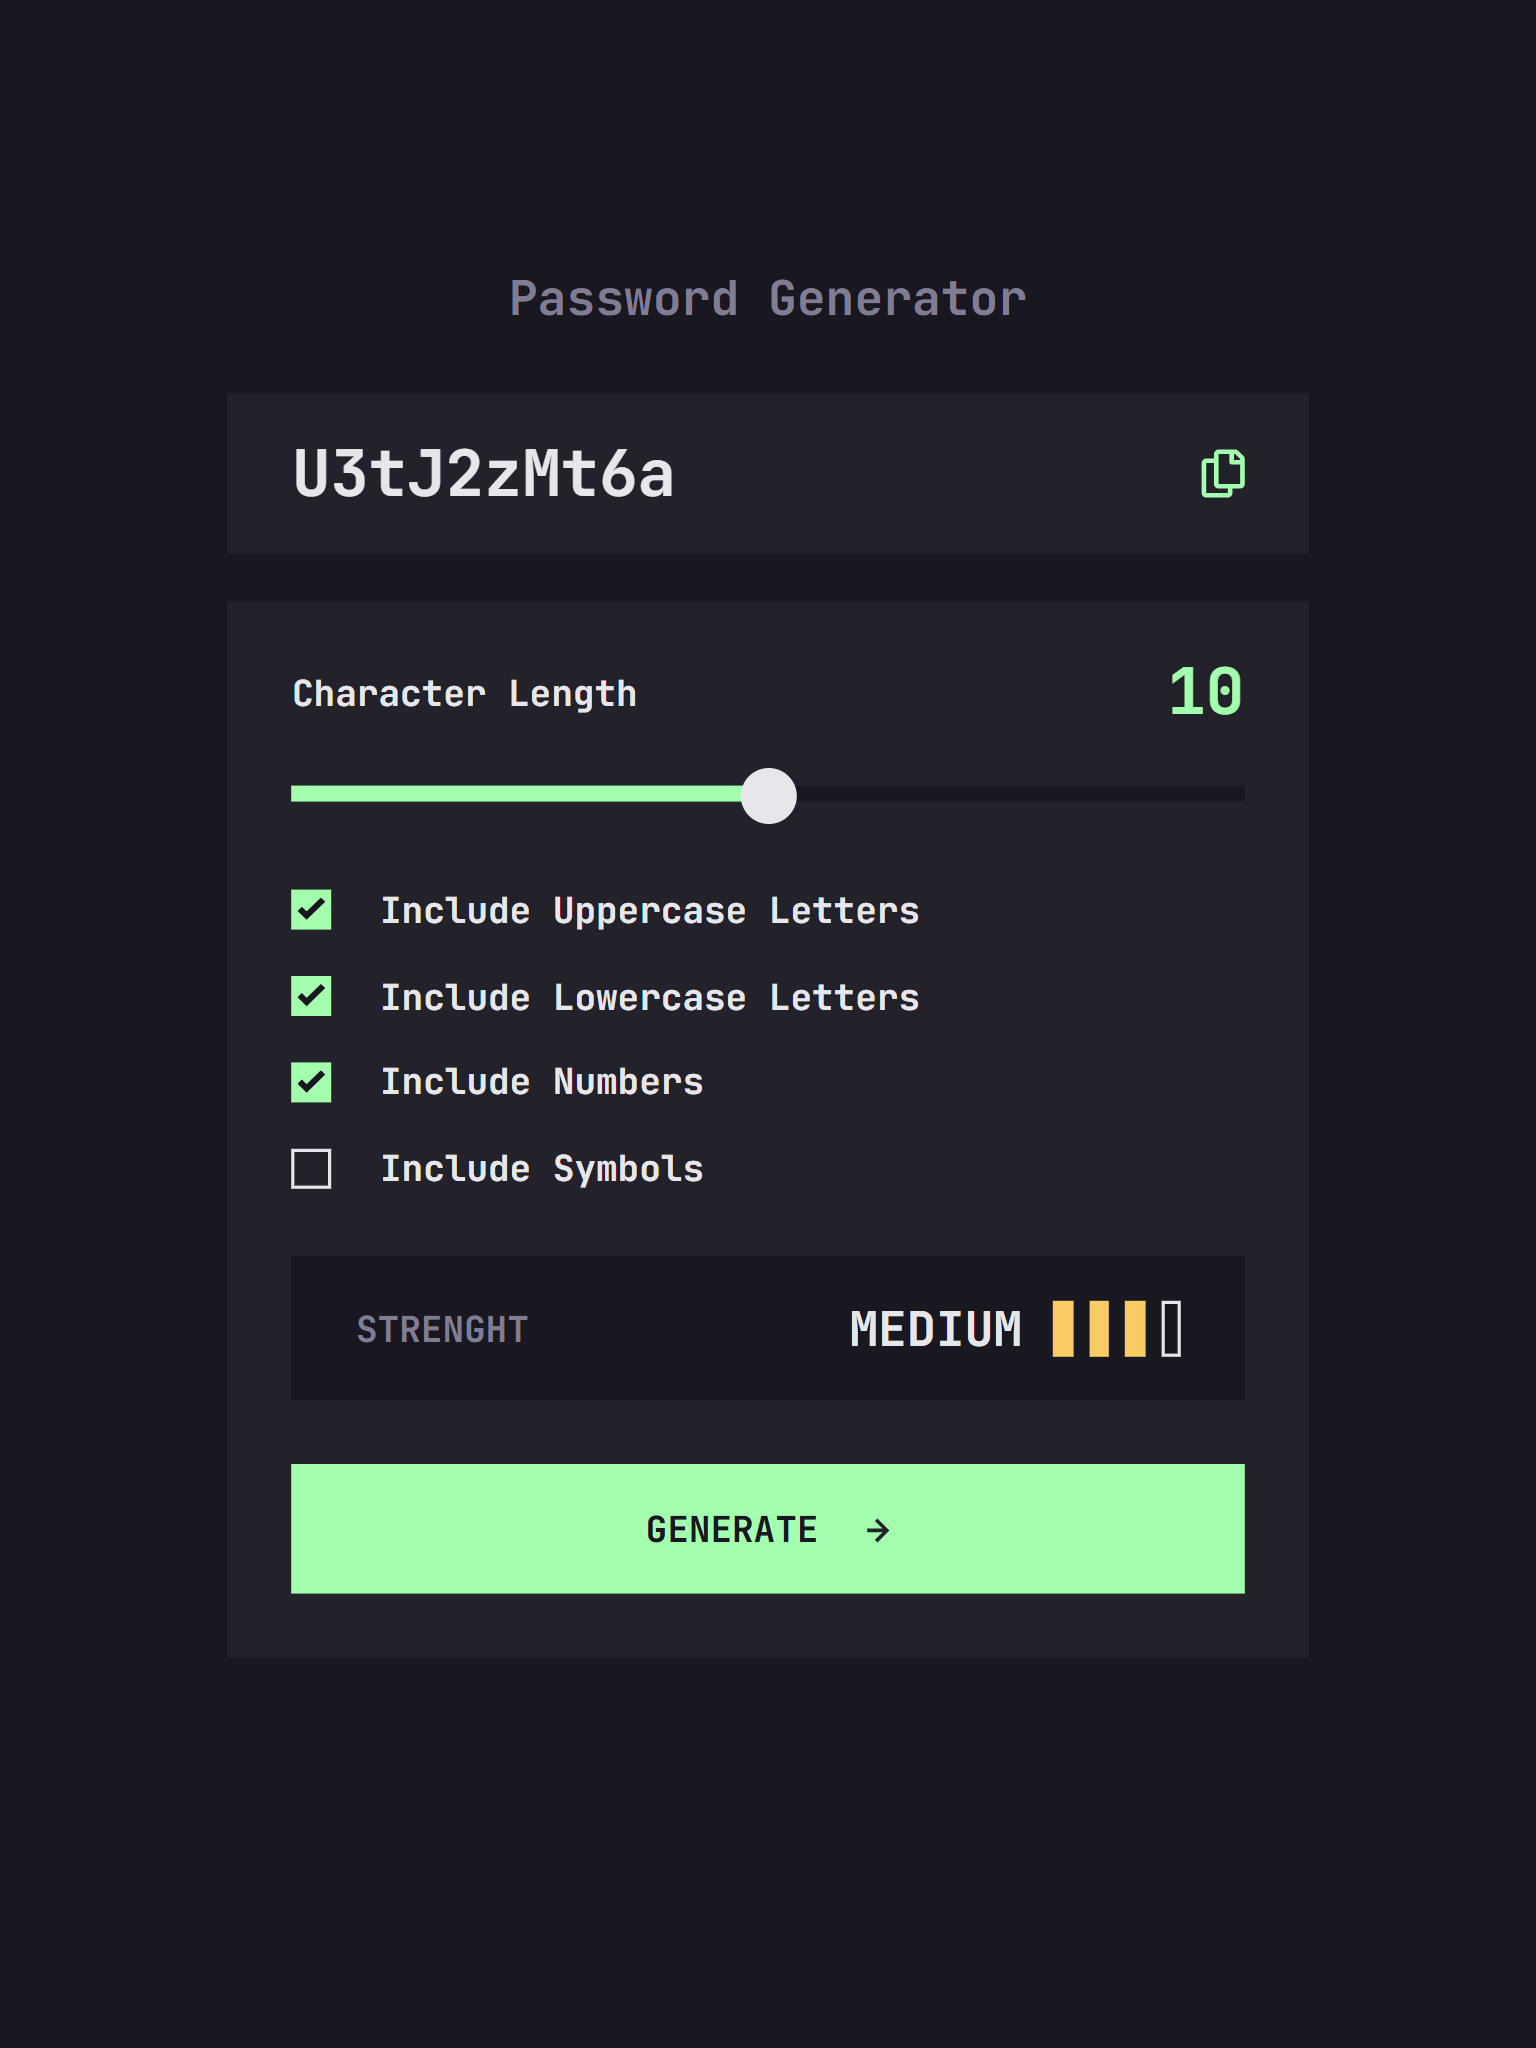 Password Generator
U3tJ2zMt6a
Character Length 10
Include Uppercase Letters
Include Lowercase Letters
Include Numbers
Include Symbols
STRENGHT MEDIUM
GENERATE →